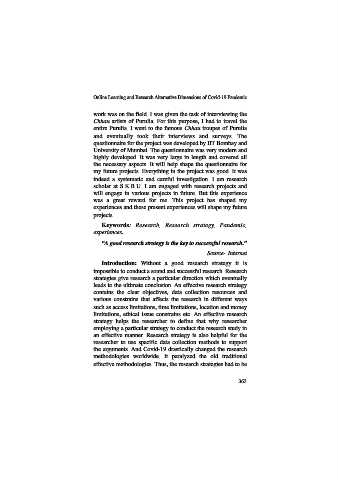 Online Learning and Research Alternative Dimensions of Covid-19 Pandemic
work was on the field. I was given the task of interviewing the
Chhau artists of Purulia. For this purpose, I had to travel the
entire Purulia. I went to the famous Chhau troupes of Purulia
and eventually took their interviews and surveys. The
questionnaire for the project was developed by IIT Bombay and
University of Mumbai. The questionnaire was very modern and
highly developed. It was very large in length and covered all
the necessary aspects. It will help shape the questionnaire for
my future projects. Everything in the project was good. It was
indeed a systematic and careful investigation. I am research
scholar at S K B U. I am engaged with research projects and
will engage in various projects in future. But this experience
was a great reward for me. This project has shaped my
experiences and these present experiences will shape my future
projects.
Keywords: Research, Research strategy, Pandemic,
experiences.
"A good research strategy is the key to successful research."
Source- Internet
Introduction: Without a good research strategy it is
impossible to conduct a sound and successful research. Research
strategies give research a particular direction which eventually
leads to the ultimate conclusion. An effective research strategy
contains the clear objectives, data collection resources and
various constrains that affects the research in different ways
such as access limitations, time limitations, location and money
limitations, ethical issue constrains etc. An effective research
strategy helps the researcher to define that why researcher
employing a particular strategy to conduct the research study in
an effective manner. Research strategy is also helpful for the
researcher to use specific data collection methods to support
the arguments. And Covid-19 drastically changed the research
methodologies worldwide. It paralyzed the old traditional
effective methodologies. Thus, the research strategies had to be
367